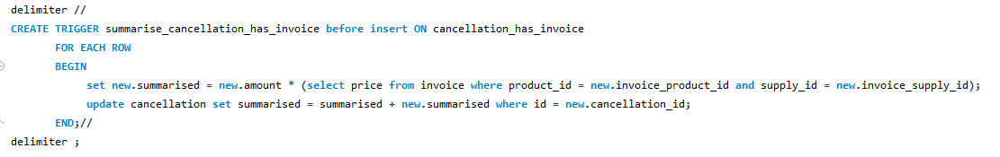 delimiter //
CREATE TRIGGER summarise_cancellation_has_invoice before insert ON cancellation_has_invoice
FOR EACH ROW
BEGIN
set new.summarised = new.amount * (select price from invoice where product_id = new.invoice_product_id and supply_id = new.invoice_supply_id);
update cancellation set summarised = summarised + new.summarised where id = new.cancellation_id;
END;//
delimiter ;